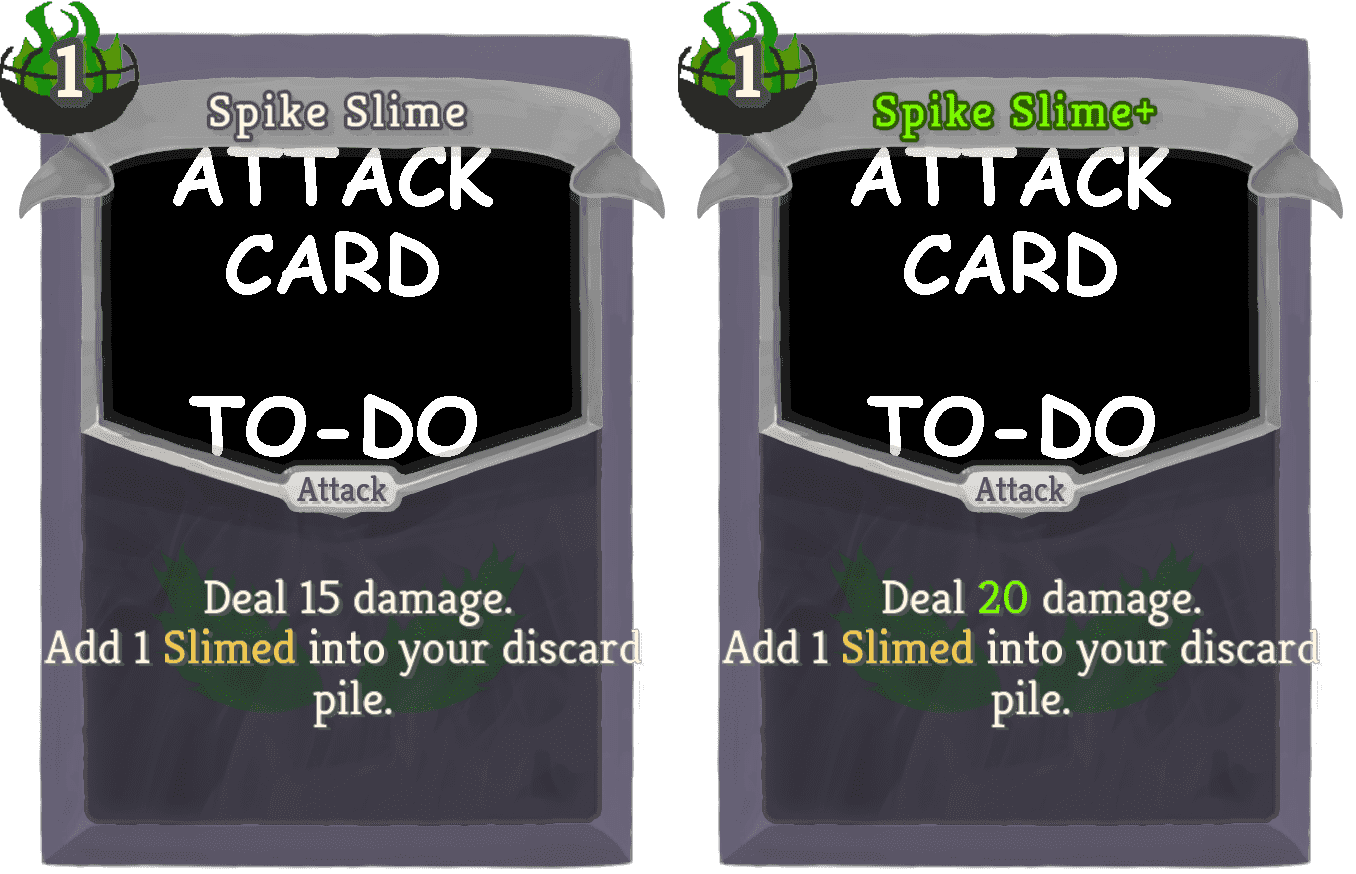 1
Spike Slime
ATTACK
CARD
TO-DO
Attack
Deal 15 damage.
Add 1 Slimed into your discard
pile.
1
Spike Slime+
ATTACK
CARD
TO-DO
Attack
Deal 20 damage.
Add 1 Slimed into your discard
pile.